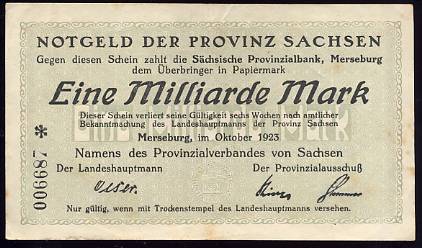 NOTGELD DER PROVINZ SACHSEN
Gegen diesen Schein zahlt die Sächsische Provinzialbank, Merseburg
dem Überbringer in Papiermark
Eine Milliarde Mark
Dieser Schein verliert seine Gültigkeit sechs Wochen nach amtlicher
Bekanntmachung des Landeshauptmanns der Provinz Sachsen
Merseburg, im Oktober 1923
Namens des Provinzialverbandes von Sachsen
Der Landeshauptmann Der Provinzialausschuß
Nur gültig, wenn mit Trockenstempel des Landeshauptmanns versehen.
006687 *